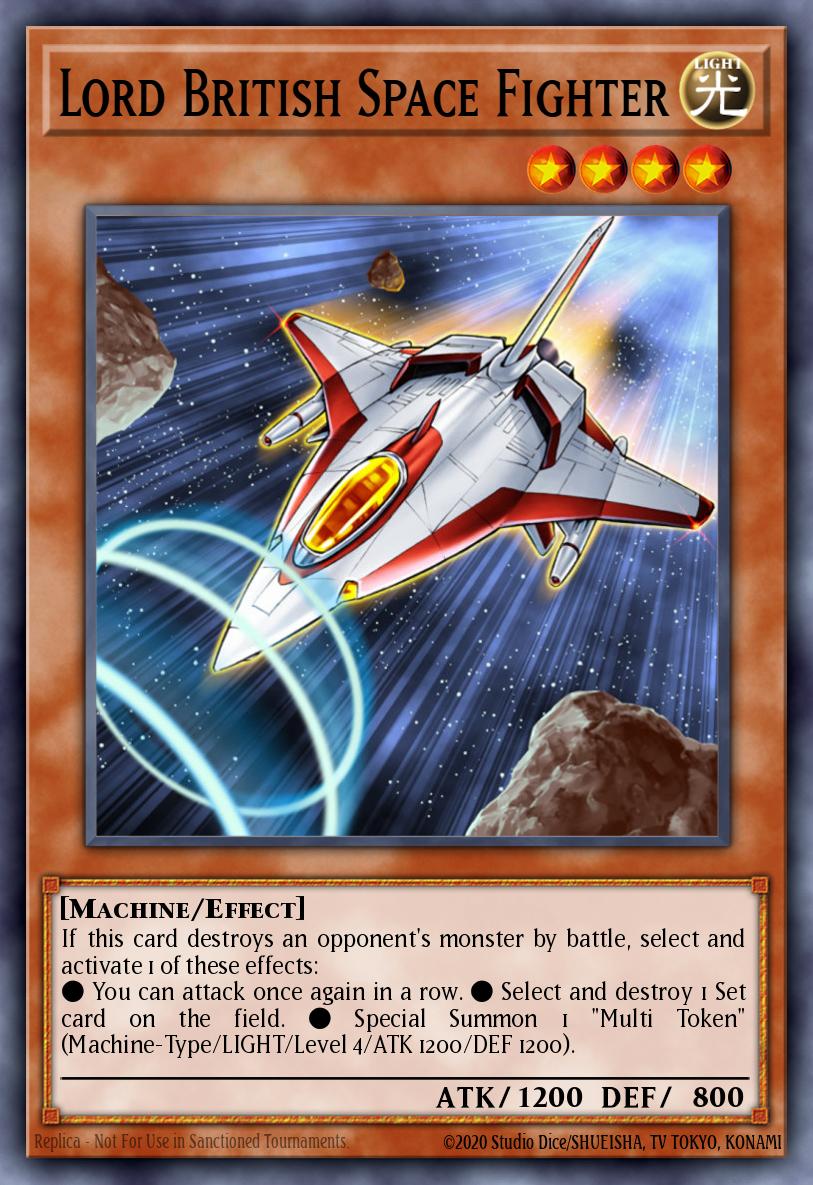 Lord British Space Fighter
LIGHT
光
[Machine/Effect]
If this card destroys an opponent's monster by battle, select and
activate 1 of these effects:
● You can attack once again in a row. ● Select and destroy 1 Set
card on the field. ● Special Summon 1 "Multi Token"
(Machine-Type/LIGHT/Level 4/ATK 1200/DEF 1200).
ATK/ 1200 DEF/ 800
Replica - Not For Use in Sanctioned Tournaments.
©2020 Studio Dice/SHUEISHA, TV TOKYO, KONAMI